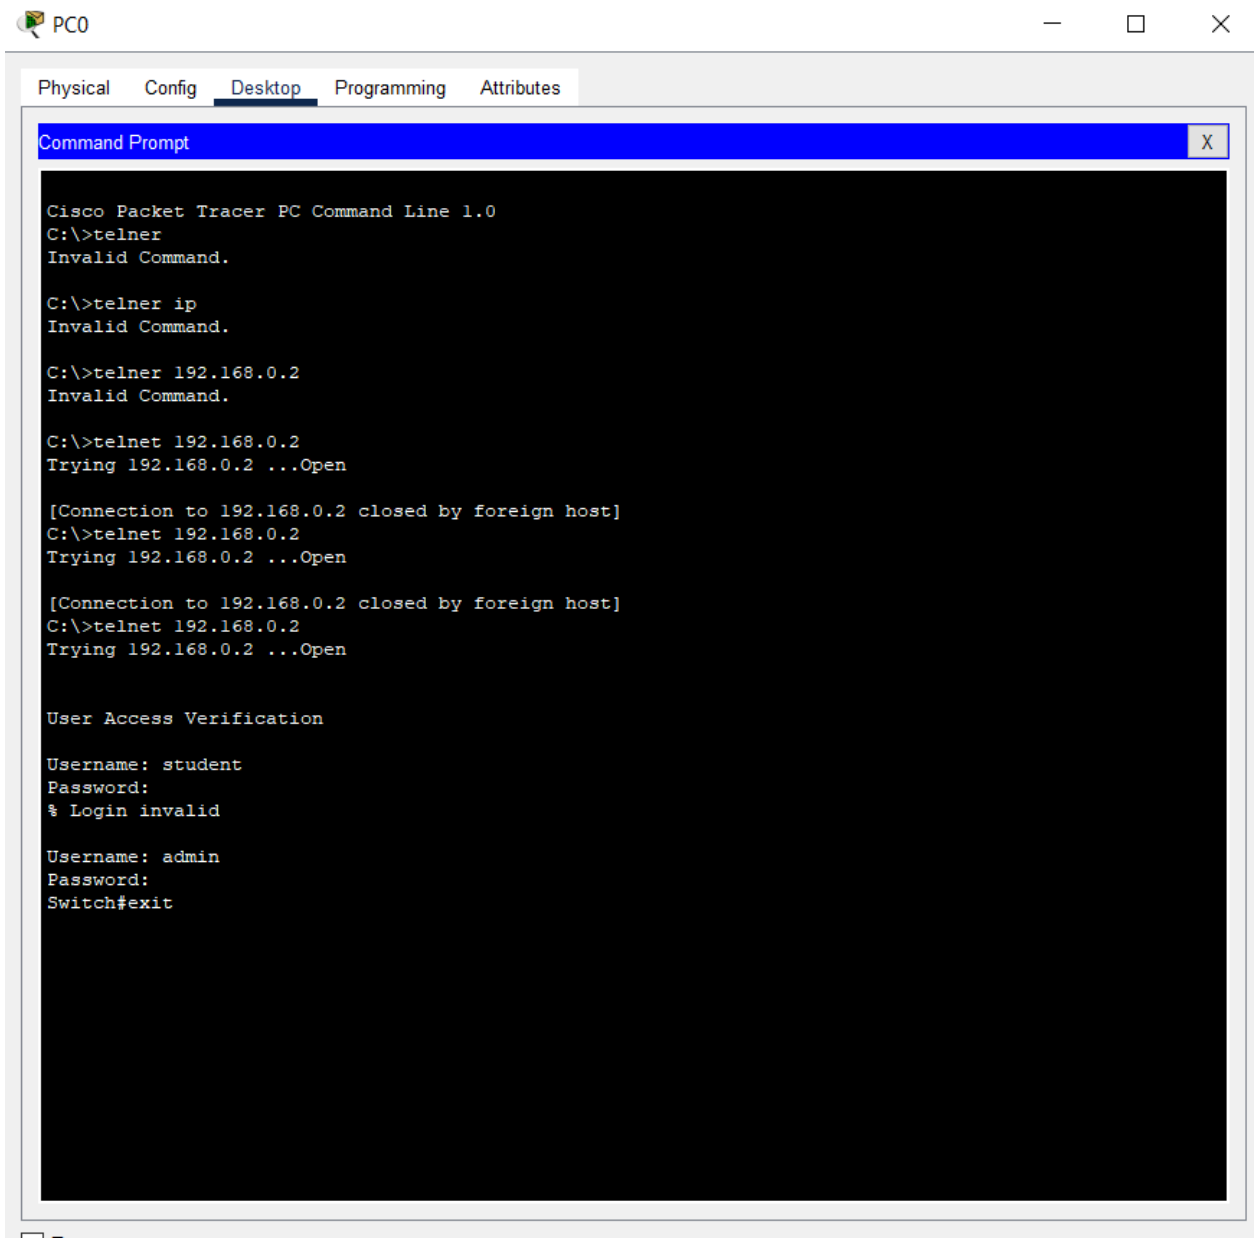 PC0
Physical Config Desktop Programming Attributes
Command Prompt X
Cisco Packet Tracer PC Command Line 1.0
C:\>telner
Invalid Command.
C:\>telner ip
Invalid Command.
C:\>telner 192.168.0.2
Invalid Command.
C:\>telnet 192.168.0.2
Trying 192.168.0.2 ...Open
[Connection to 192.168.0.2 closed by foreign host]
C:\>telnet 192.168.0.2
Trying 192.168.0.2 ...Open
[Connection to 192.168.0.2 closed by foreign host]
C:\>telnet 192.168.0.2
Trying 192.168.0.2 ...Open
User Access Verification
Username: student
Password:
% Login invalid
Username: admin
Password:
Switch#exit